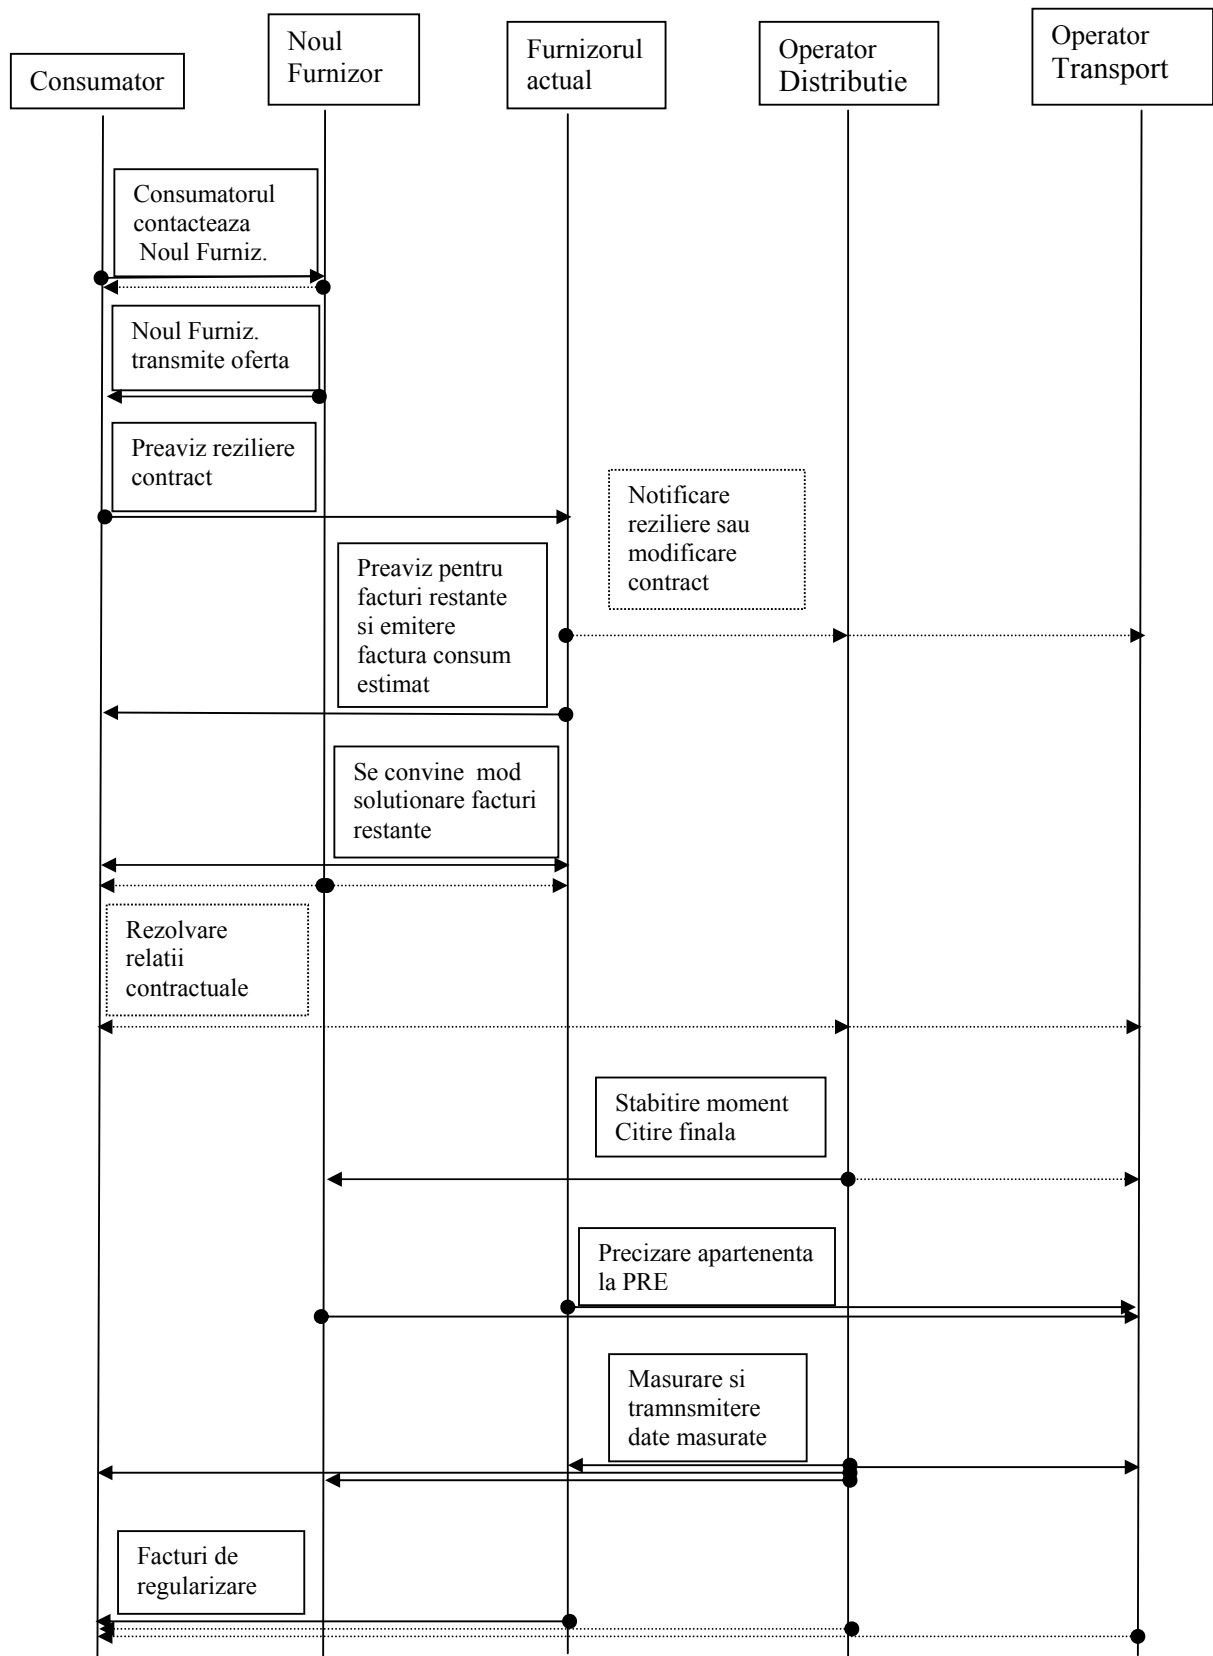 Consumator
Noul
Furnizor
Furnizorul
actual
Operator
Distributie
Operator
Transport
Consumatorul
contacteaza
Noul Furniz.
Noul Furniz.
transmite oferta
Preaviz reziliere
contract
Notificare
reziliere sau
modificare
contract
Preaviz pentru
facturi restante
si emitere
factura consum
estimat
Se convine mod
solutionare facturi
restante
Rezolvare
relatii
contractuale
Stabitire moment
Citire finala
Precizare apartenenta
la PRE
Masurare si
tramnsmitere
date masurate
Facturi de
regularizare